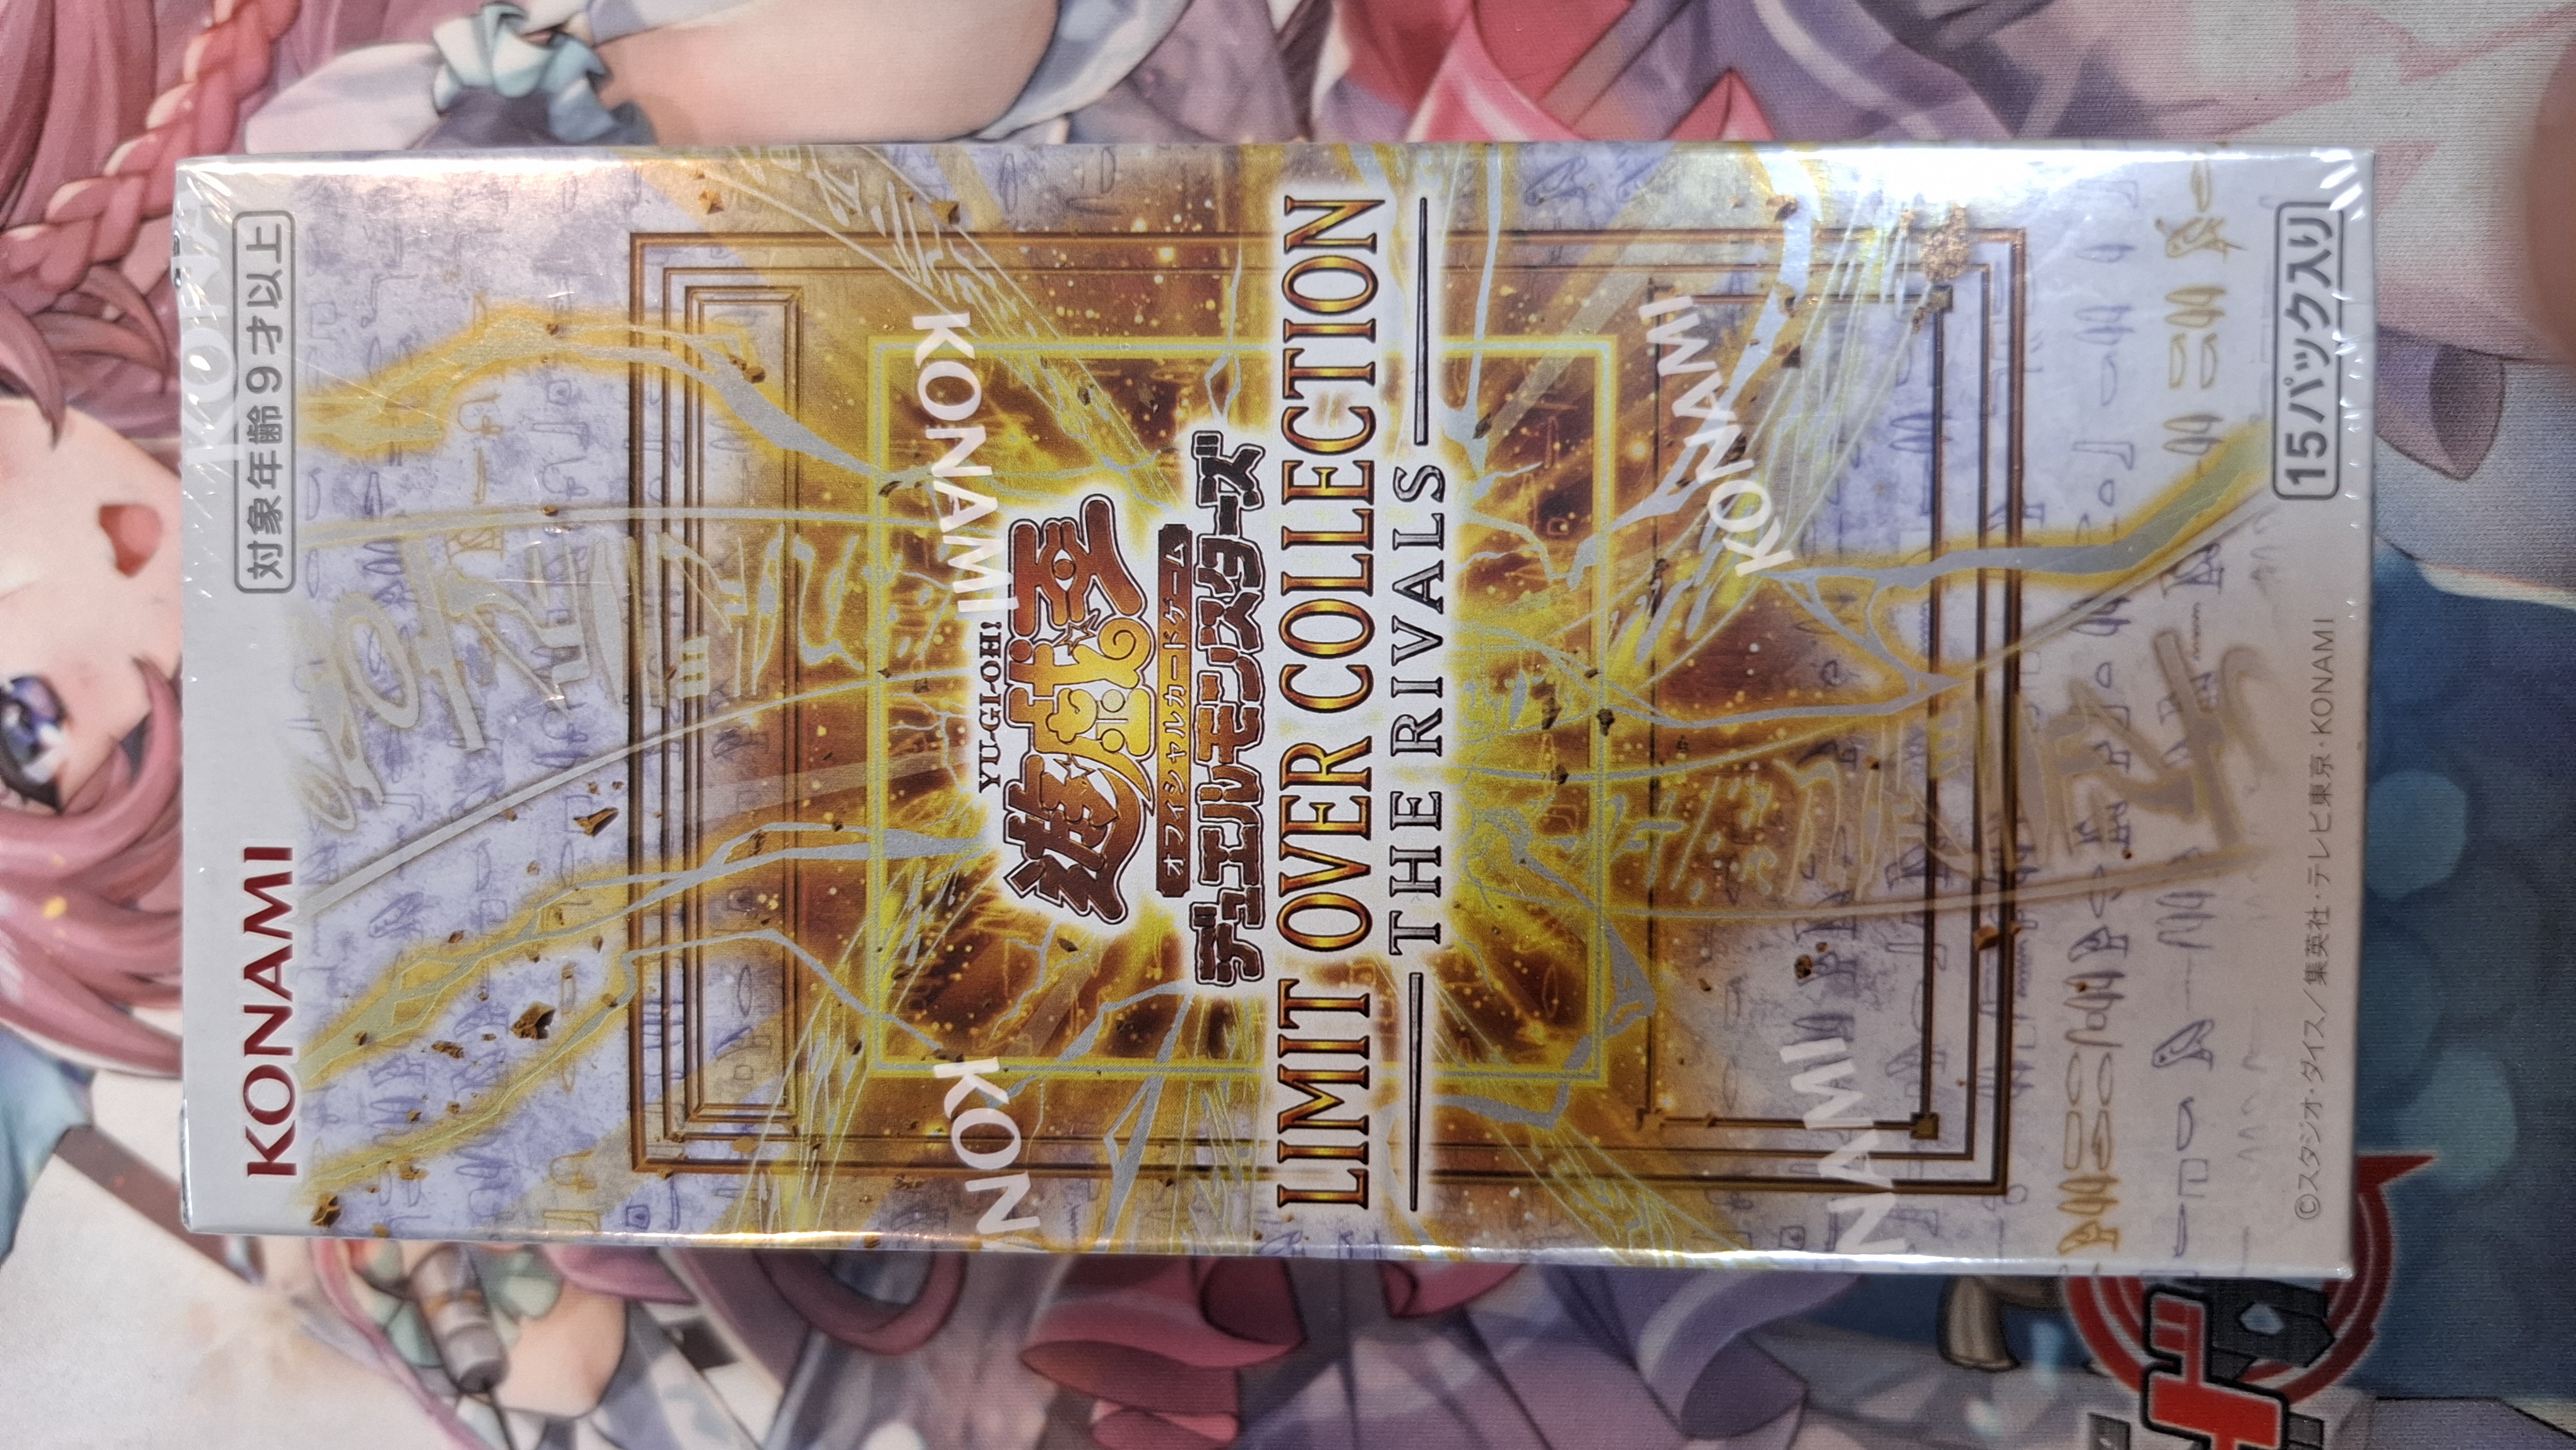 KONAMI
対象年齢9才以上
YU-GI-OH!
遊戯王
オフィシャルカードゲーム
デュエルモンスターズ
LIMIT OVER COLLECTION
THE RIVALS
KONAMI
KONAMI
KON
NAMI
©スタジオ・ダイス/集英社・テレビ東京・KONAMI
15パック入り